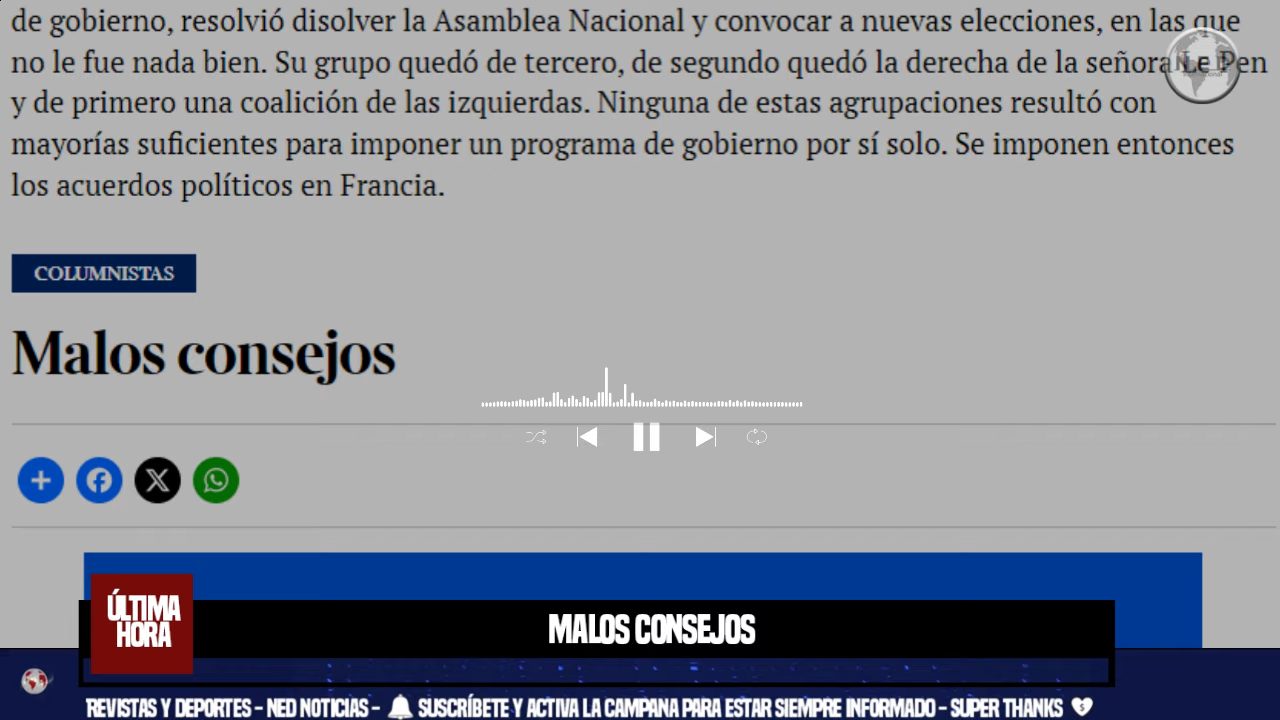 de gobierno, resolvió disolver la Asamblea Nacional y convocar a nuevas elecciones, en las que
no le fue nada bien. Su grupo quedó de tercero, de segundo quedó la derecha de la señora Le Pen
y de primero una coalición de las izquierdas. Ninguna de estas agrupaciones resultó con
mayorías suficientes para imponer un programa de gobierno por sí solo. Se imponen entonces
los acuerdos políticos en Francia.
COLUMNISTAS
Malos consejos
ÚLTIMA
HORA
MALOS CONSEJOS
REVISTAS Y DEPORTES - NED NOTICIAS - SUSCRÍBETE Y ACTIVA LA CAMPANA PARA ESTAR SIEMPRE INFORMADO - SUPER THANKS